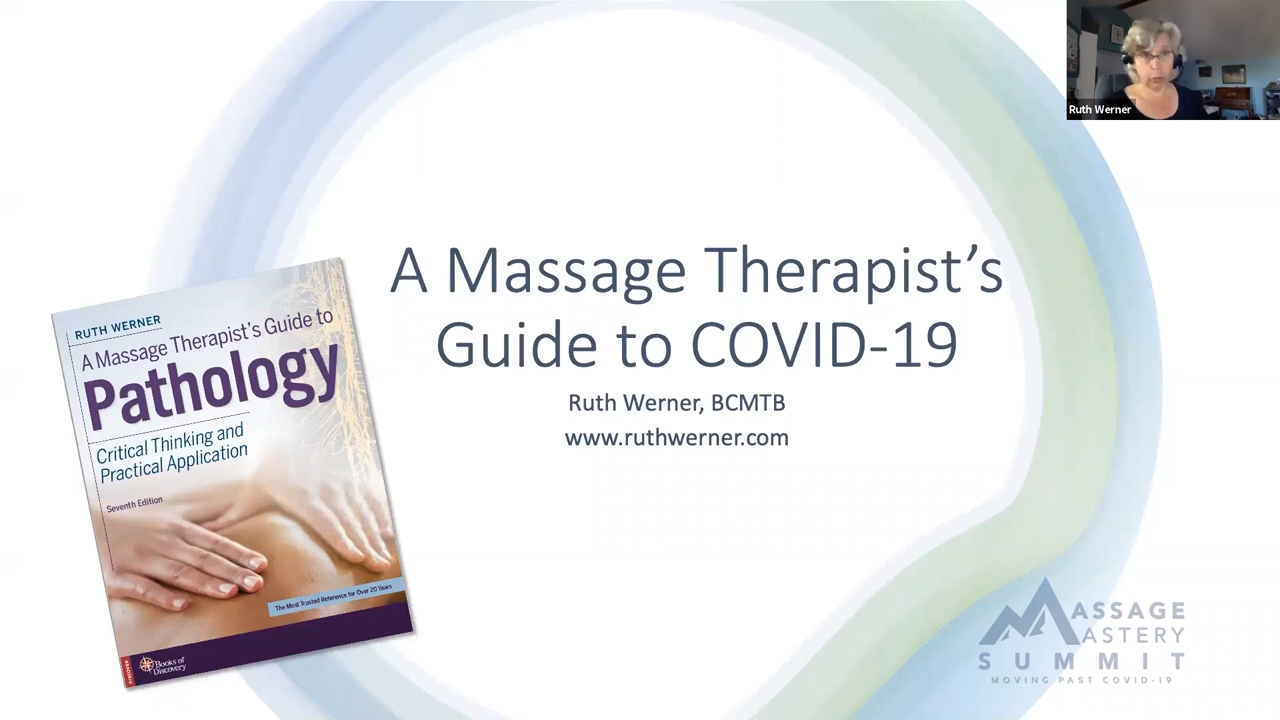 Ruth Werner
A Massage Therapist’s
Guide to COVID-19
Ruth Werner, BCMTB
www.ruthwerner.com
RUTH WERNER
A Massage Therapist's Guide to
Pathology
Critical Thinking and
Practical Application
Seventh Edition
The Most Trusted Reference for Over 20 Years
DISCOVER
Books of
Discovery
MASSAGE
MASTERY
SUMMIT
MOVING PAST COVID-19